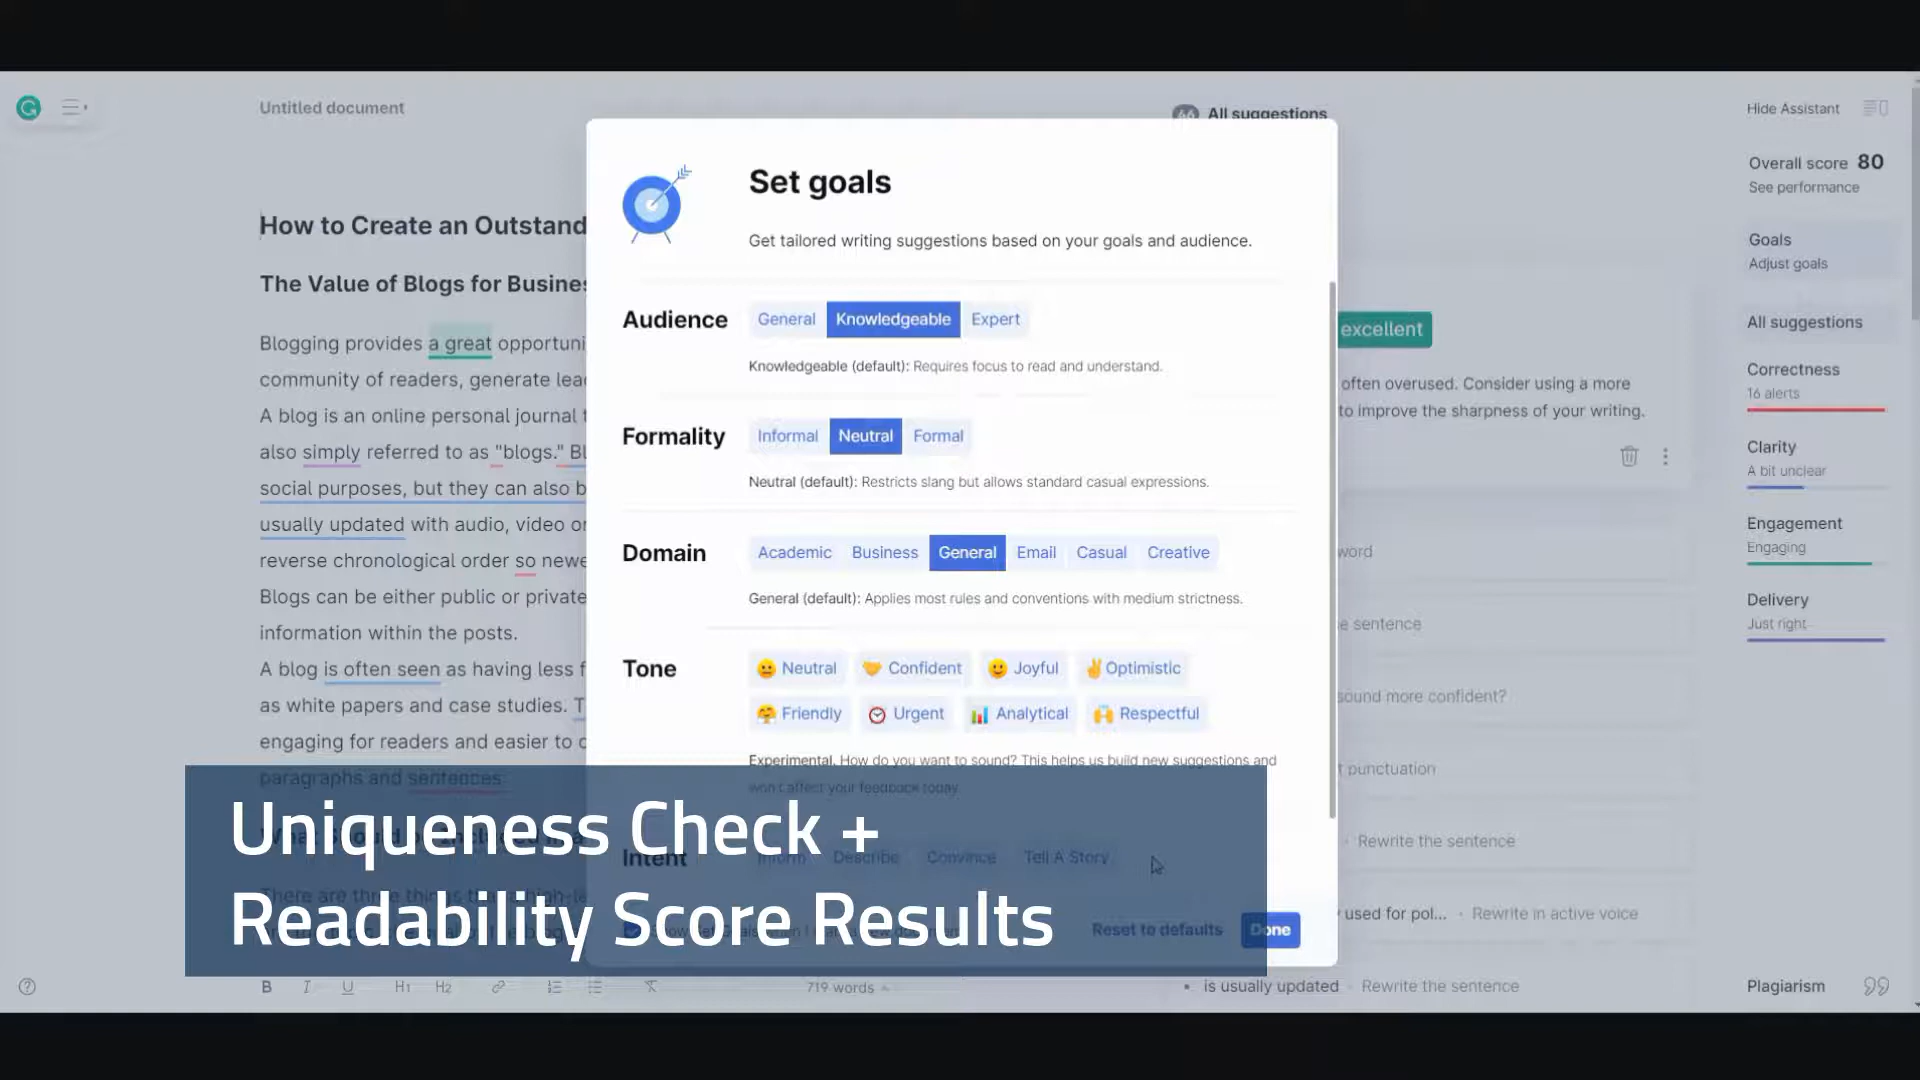 Untitled document
All suggestions
Hide Assistant
Overall score 80
See performance
Set goals
Get tailored writing suggestions based on your goals and audience.
How to Create an Outstand
The Value of Blogs for Busines
Blogging provides a great opportuni
community of readers, generate lea
A blog is an online personal journal t
also simply referred to as "blogs." Bl
social purposes, but they can also b
usually updated with audio, video or
reverse chronological order so newe
Blogs can be either public or private
information within the posts.
A blog is often seen as having less f
as white papers and case studies. T
engaging for readers and easier to c
paragraphs and sentences.
Audience General Knowledgeable Expert
Knowledgeable (default): Requires focus to read and understand.
Formality Informal Neutral Formal
Neutral (default): Restricts slang but allows standard casual expressions.
Domain Academic Business General Email Casual Creative
General (default): Applies most rules and conventions with medium strictness.
Tone Neutral Confident Joyful Optimistic
Friendly Urgent Analytical Respectful
Experimental. How do you want to sound? This helps us build new suggestions and
won't affect your feedback today.
Intent Inform Describe Convince Tell A Story
Reset to defaults Done
Uniqueness Check +
Readability Score Results
excellent
often overused. Consider using a more
to improve the sharpness of your writing.
word
e sentence
sound more confident?
t punctuation
· Rewrite the sentence
y used for pol... · Rewrite in active voice
• is usually updated · Rewrite the sentence
Goals
Adjust goals
All suggestions
Correctness
16 alerts
Clarity
A bit unclear
Engagement
Engaging
Delivery
Just right
Plagiarism
B I U H1 H2
719 words